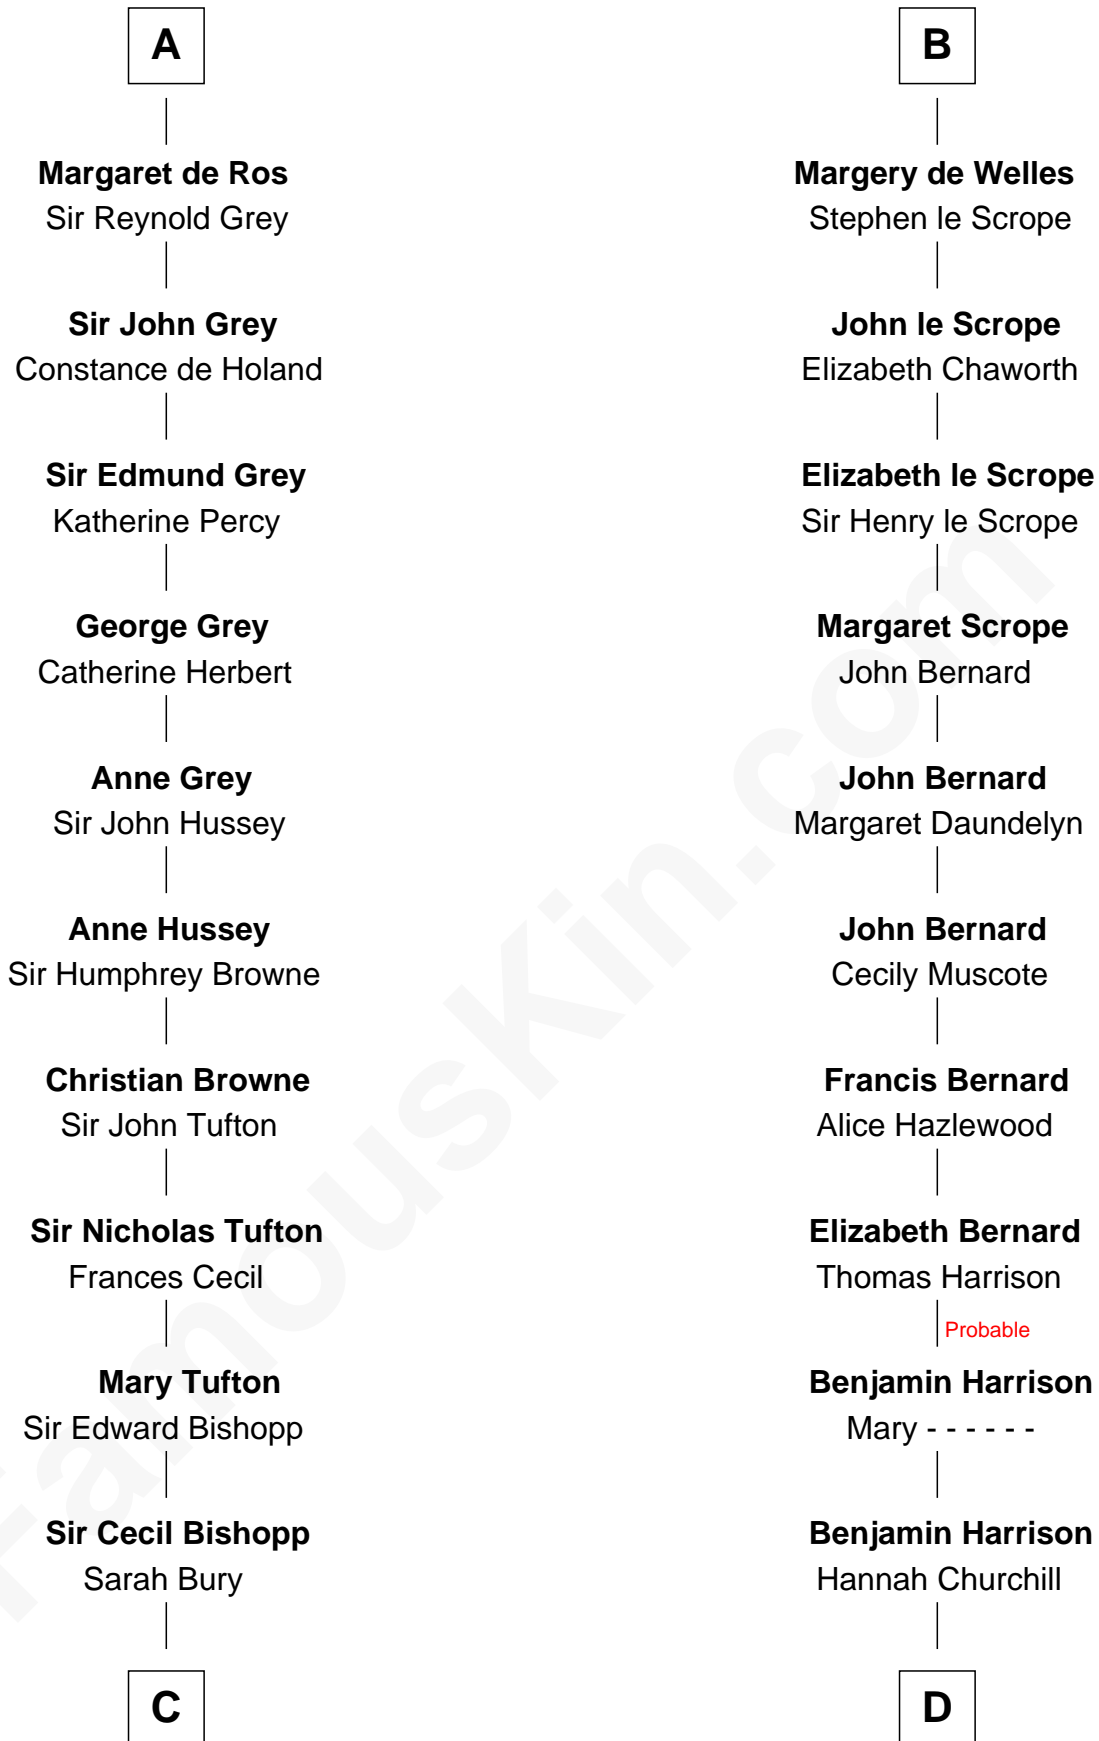 A
Margaret de Ros
Sir Reynold Grey
Sir John Grey
Constance de Holand
Sir Edmund Grey
Katherine Percy
George Grey
Catherine Herbert
Anne Grey
Sir John Hussey
Anne Hussey
Sir Humphrey Browne
Christian Browne
Sir John Tufton
Sir Nicholas Tufton
Frances Cecil
Mary Tufton
Sir Edward Bishopp
Sir Cecil Bishopp
Sarah Bury
C
B
Margery de Welles
Stephen le Scrope
John le Scrope
Elizabeth Chaworth
Elizabeth le Scrope
Sir Henry le Scrope
Margaret Scrope
John Bernard
John Bernard
Margaret Daundelyn
John Bernard
Cecily Muscote
Francis Bernard
Alice Hazlewood
Elizabeth Bernard
Thomas Harrison
Probable
Benjamin Harrison
Mary - - - - - -
Benjamin Harrison
Hannah Churchill
D
FamousKin.com